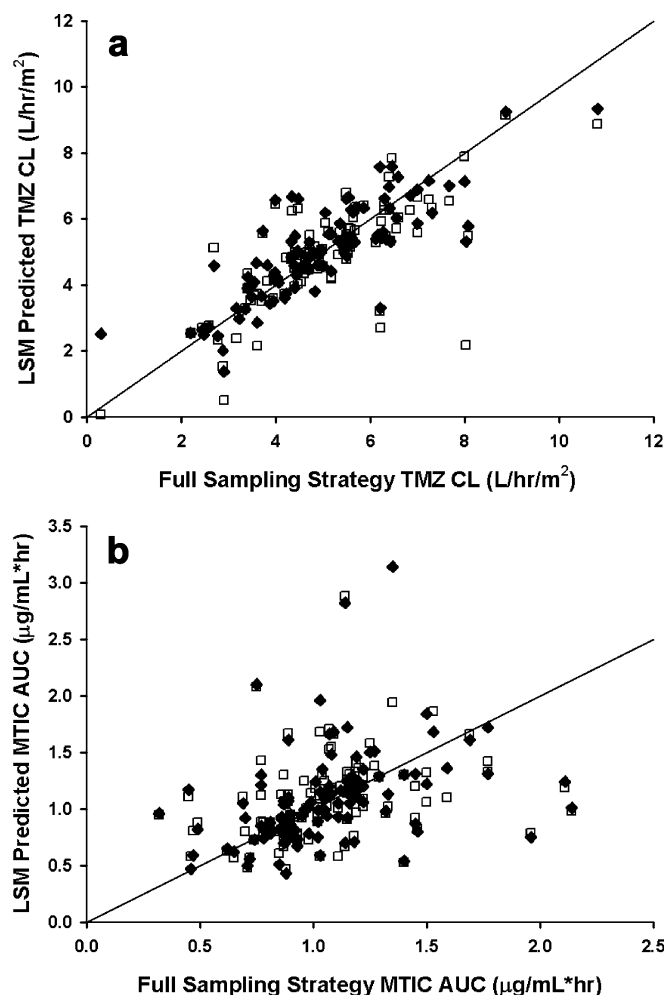 a
12
10
8
6
4
2
0
LSM Predicted TMZ CL (L/hr/m²)
0 2 4 6 8 10 12
Full Sampling Strategy TMZ CL (L/hr/m²)
b
3.5
3.0
2.5
2.0
1.5
1.0
0.5
0.0
LSM Predicted MTIC AUC (μg/mL*hr)
0.0 0.5 1.0 1.5 2.0 2.5
Full Sampling Strategy MTIC AUC (μg/mL*hr)